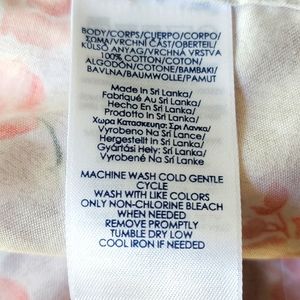 BODY/CORPS/CUERPO/CORPO/
ΣΩΜΑ/VRCHNÍ ČÁST/OBERTEIL/
KÜLSŐ ANYAG/VRCHNÁ VRSTVA
100% COTTON/COTON/
ALGODÓN/COTONE/ΒΑΜΒΑΚΙ/
BAVLNA/BAUMWOLLE/PAMUT
Made In Sri Lanka/
Fabriqué Au Sri Lanka/
Hecho En Sri Lanka/
Prodotto In Sri Lanka/
Χωρα Κατασκευης: Σρι Λανκα/
Vyrobeno Na Srí Lance/
Hergestellt In Sri Lanka/
Gyártási Hely: Srí Lanka/
Vyrobené Na Srí Lanke
MACHINE WASH COLD GENTLE
CYCLE
WASH WITH LIKE COLORS
ONLY NON-CHLORINE BLEACH
WHEN NEEDED
REMOVE PROMPTLY
TUMBLE DRY LOW
COOL IRON IF NEEDED